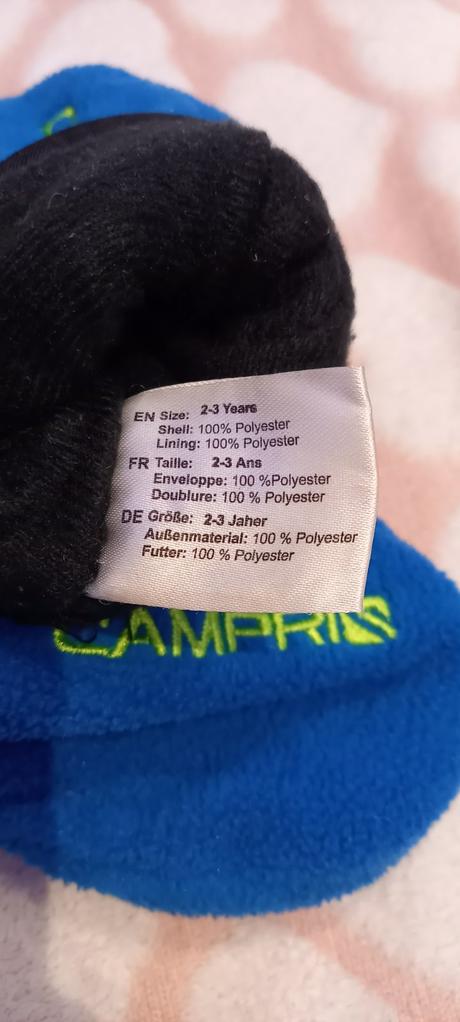 EN Size: 2-3 Years
Shell: 100% Polyester
Lining: 100% Polyester
FR Taille: 2-3 Ans
Enveloppe: 100 %Polyester
Doublure: 100 % Polyester
DE Größe: 2-3 Jaher
Außenmaterial: 100 % Polyester
Futter: 100 % Polyester
CAMPRI